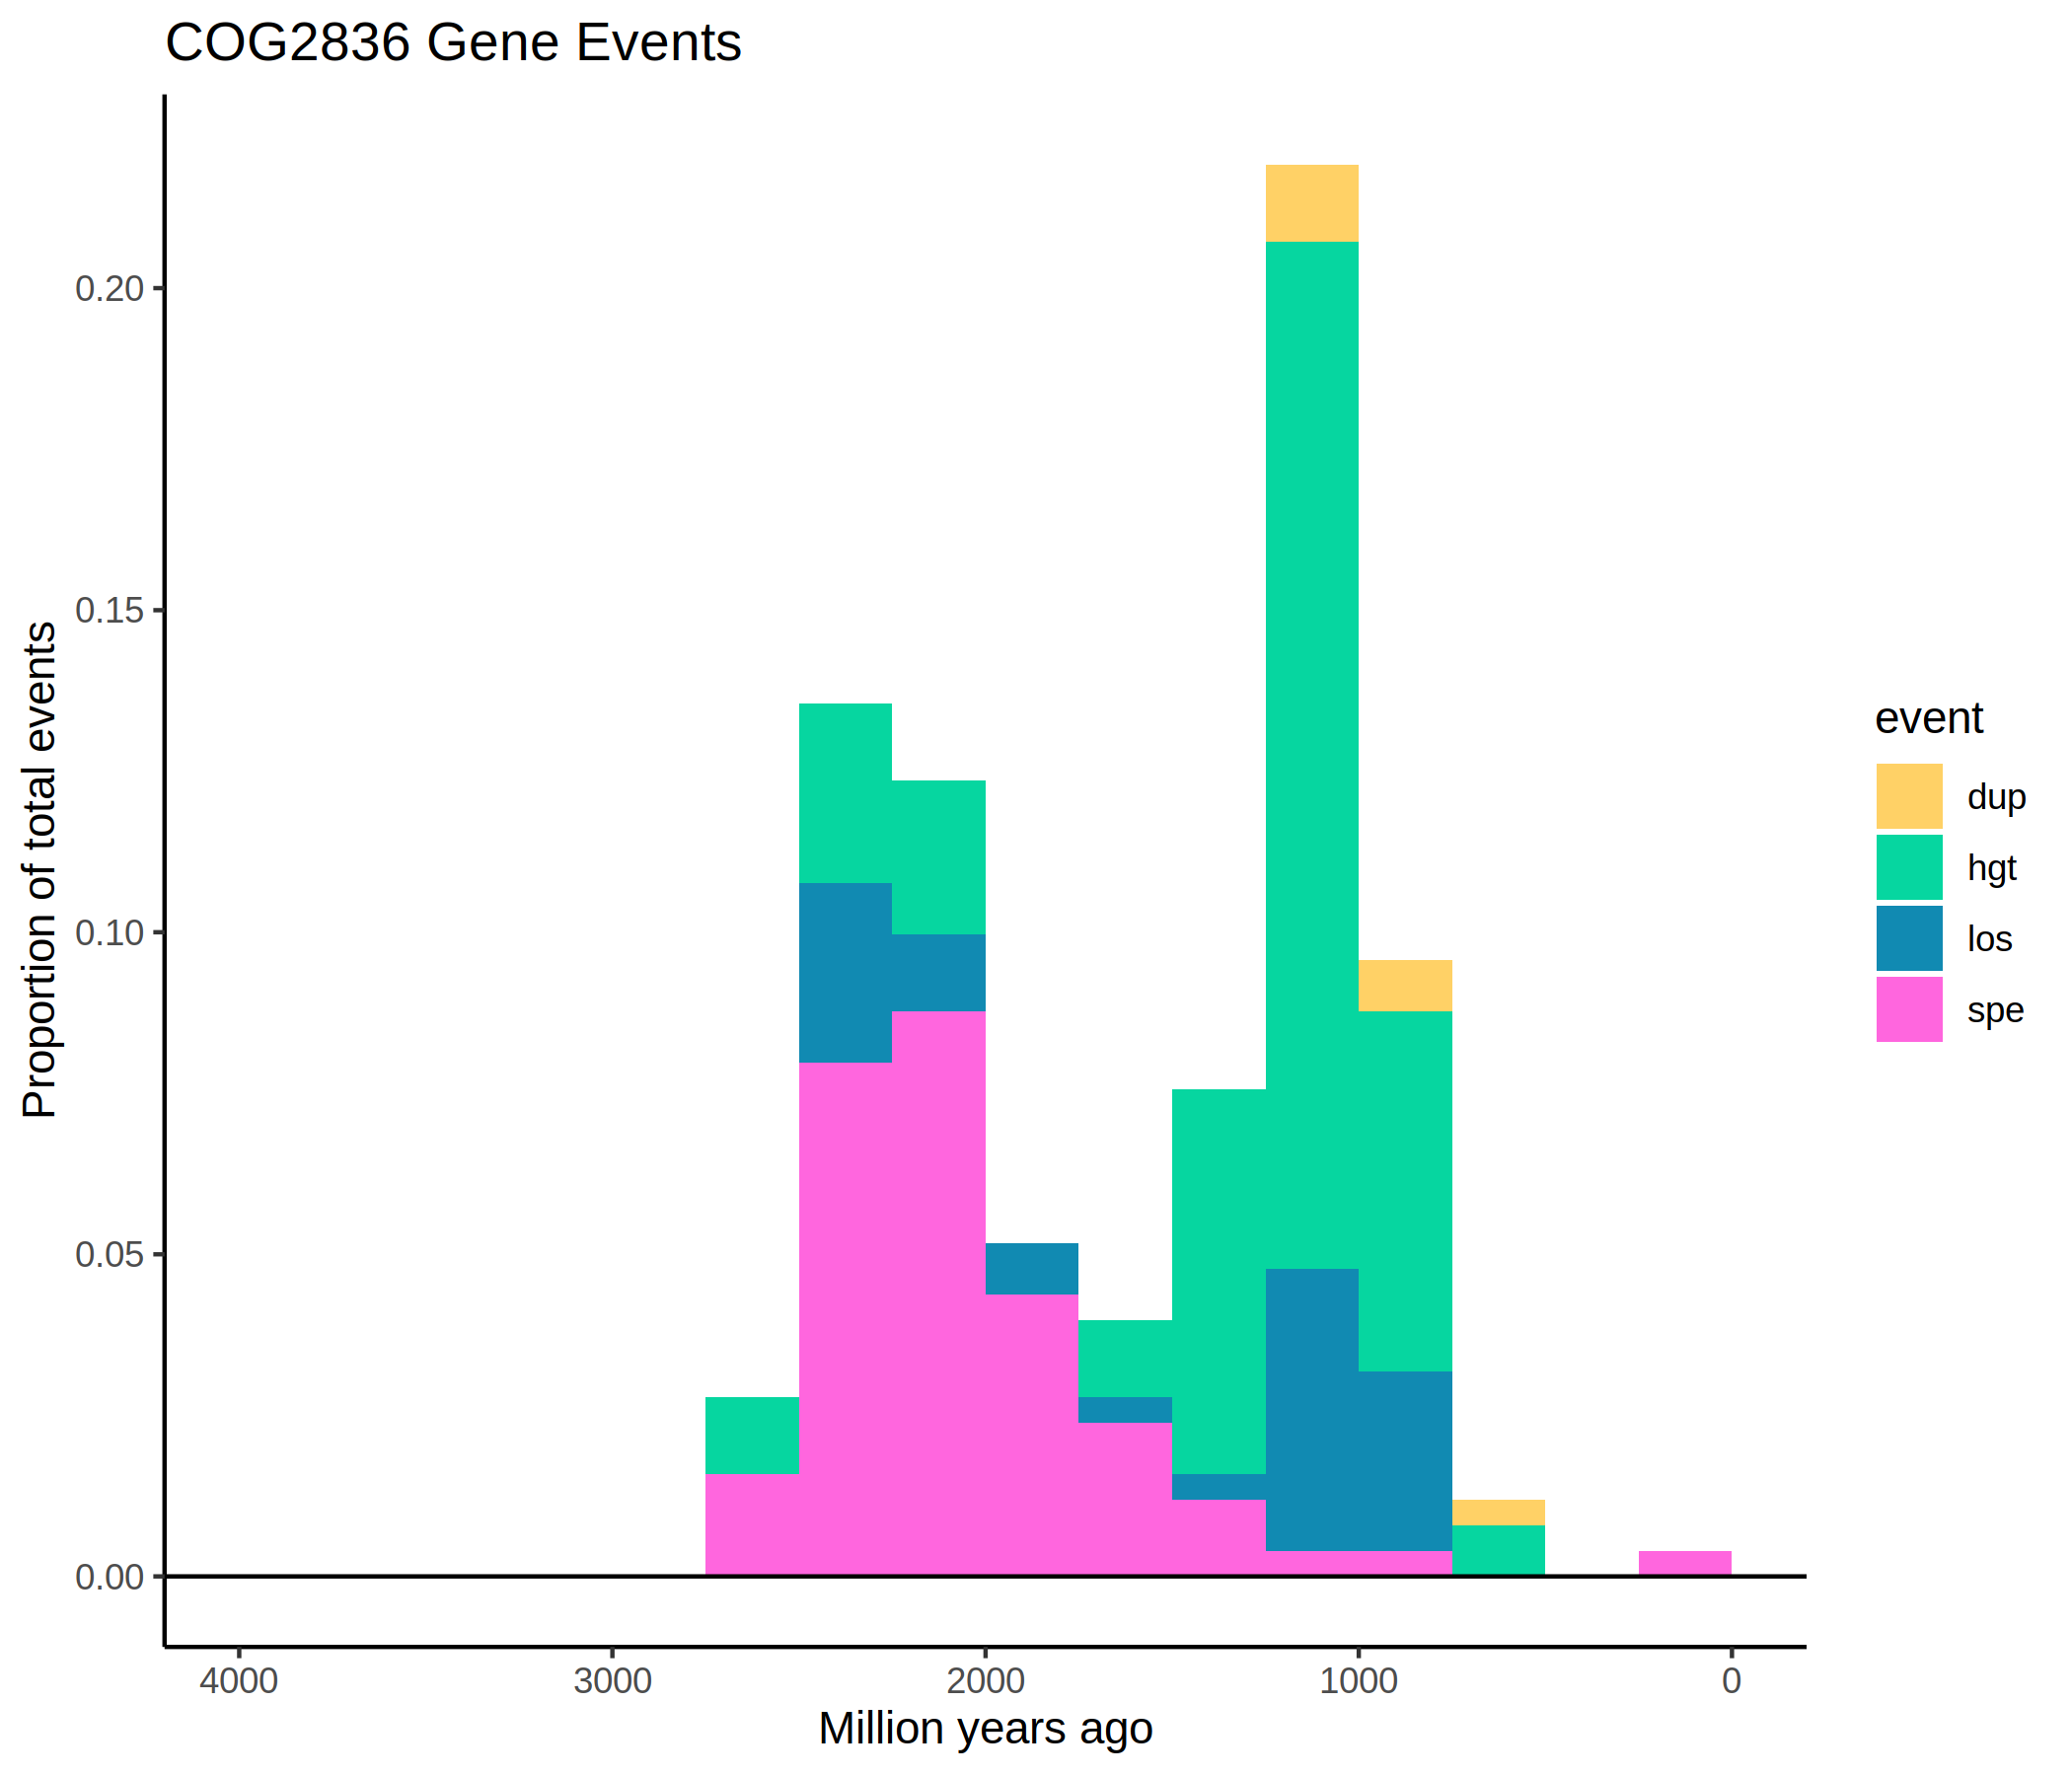 COG2836 Gene Events
Proportion of total events
0.20
0.15
0.10
0.05
0.00
4000 3000 2000 1000 0
Million years ago
event
dup
hgt
los
spe